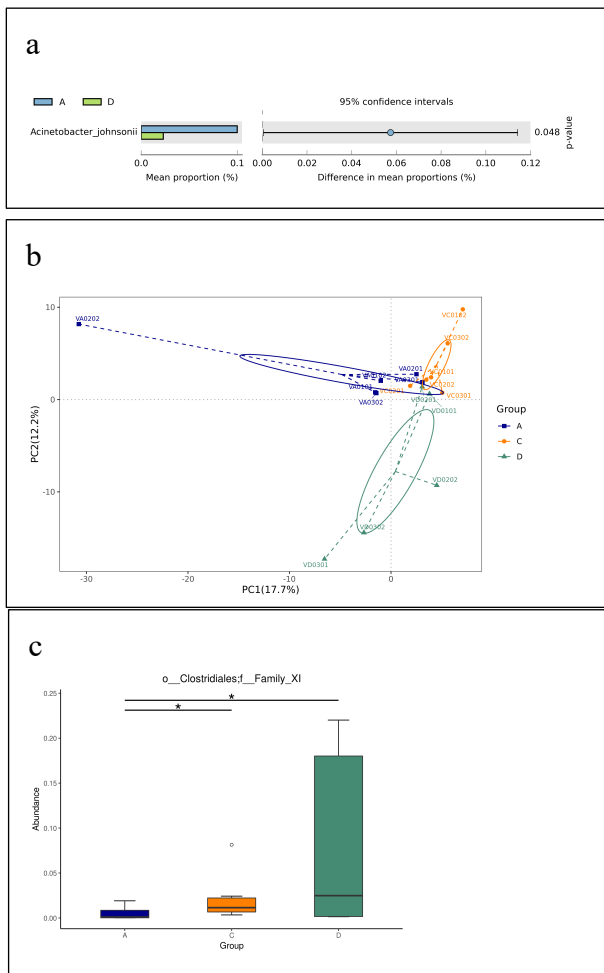 a
A D
95% confidence intervals
Acinetobacter_johnsonii
0.048
p-value
0.0 0.1
0.00 0.02 0.04 0.06 0.08 0.10 0.12
Mean proportion (%)
Difference in mean proportions (%)
b
10
0
-10
PC2(12.2%)
VA0202
VC0102
VC0302
VA0201
VC0101
VA0301
VC0202
VA0101
VC0201
VC0301
VA0302
VD0201
VD0101
VD0202
VD0302
VD0301
Group
A
C
D
-30 -10 0
PC1(17.7%)
c
o__Clostridiales;f__Family_XI
* *
0.25
0.20
0.15
0.10
0.05
0.00
Abundance
A C D
Group